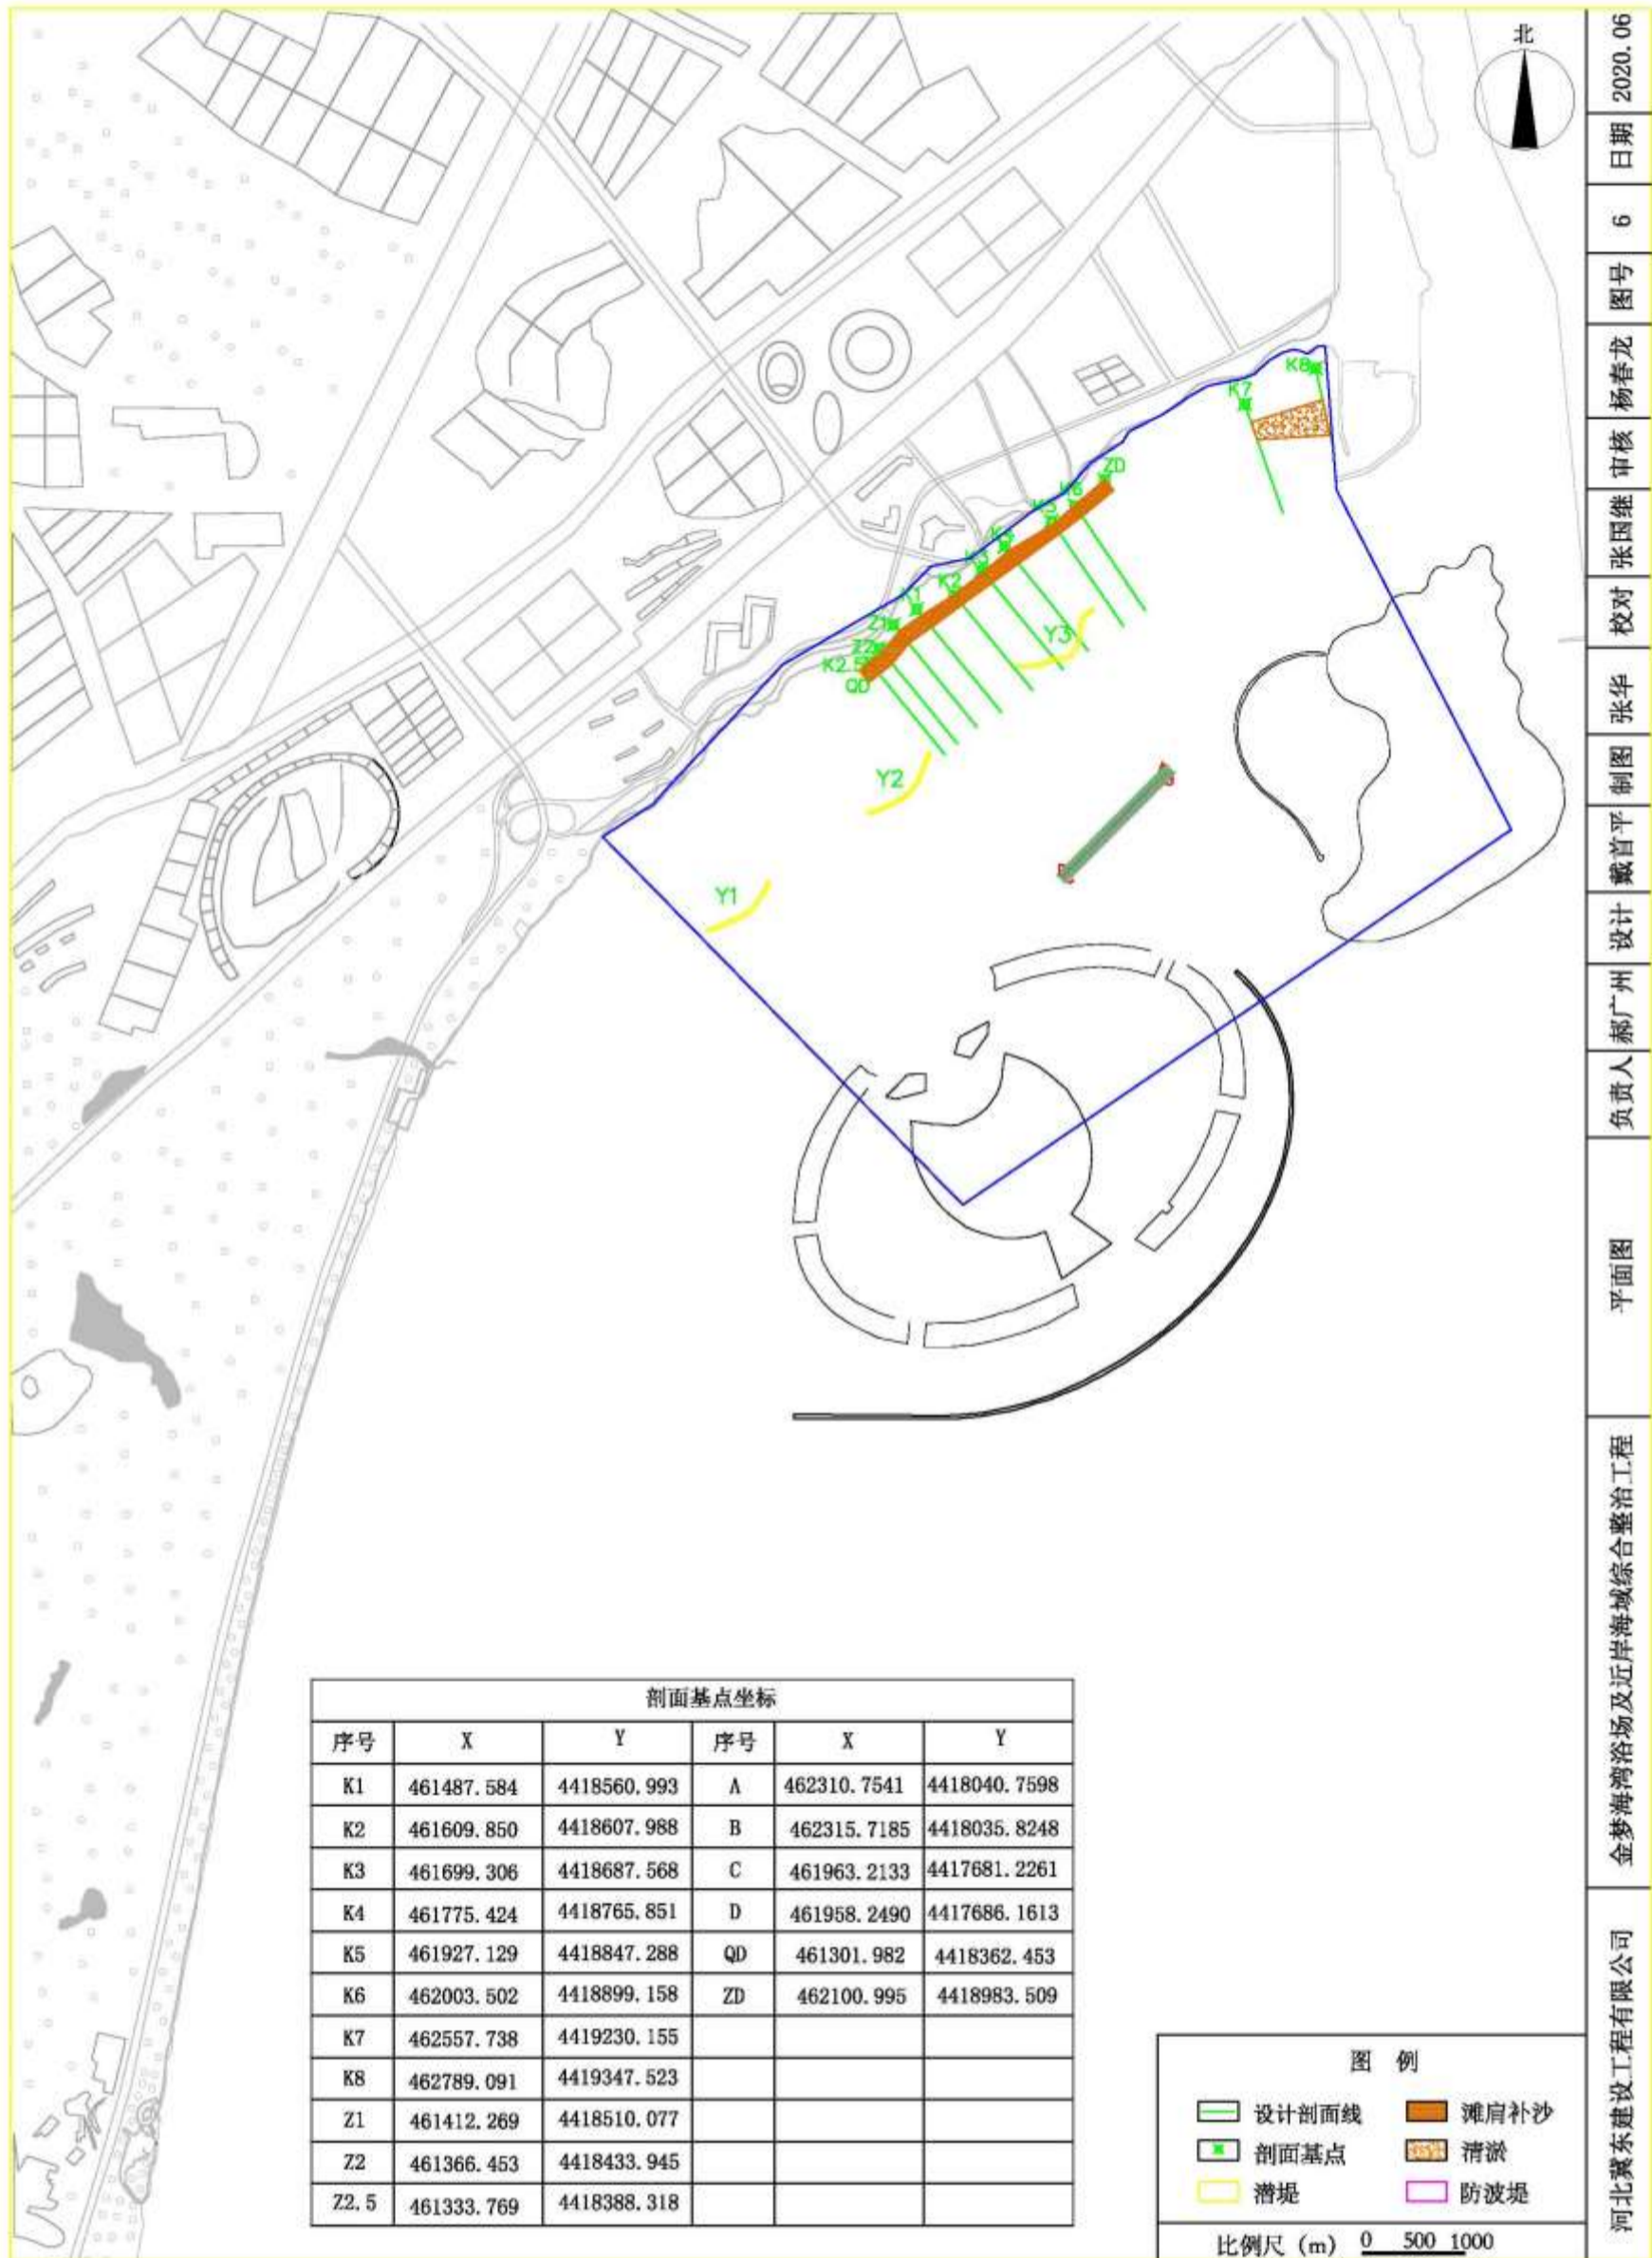 北
K8
K7
ZD
K6
K5
K4
K3
K2
K1
Z1
Z2
K2.5
QD
Y3
Y2
Y1
剖面基点坐标
序号 X Y 序号 X Y
K1 461487.584 4418560.993 A 462310.7541 4418040.7598
K2 461609.850 4418607.988 B 462315.7185 4418035.8248
K3 461699.306 4418687.568 C 461963.2133 4417681.2261
K4 461775.424 4418765.851 D 461958.2490 4417686.1613
K5 461927.129 4418847.288 QD 461301.982 4418362.453
K6 462003.502 4418899.158 ZD 462100.995 4418983.509
K7 462557.738 4419230.155
K8 462789.091 4419347.523
Z1 461412.269 4418510.077
Z2 461366.453 4418433.945
Z2.5 461333.769 4418388.318
图 例
设计剖面线 滩肩补沙
剖面基点 清淤
潜堤 防波堤
比例尺（m） 0 500 1000
河北冀东建设工程有限公司
金梦海湾浴场及近岸海域综合整治工程
平面图
负责人 郝广州
设计 戴首平
制图 张华
校对 张国维
审核 杨春龙
图号 6
日期 2020.06